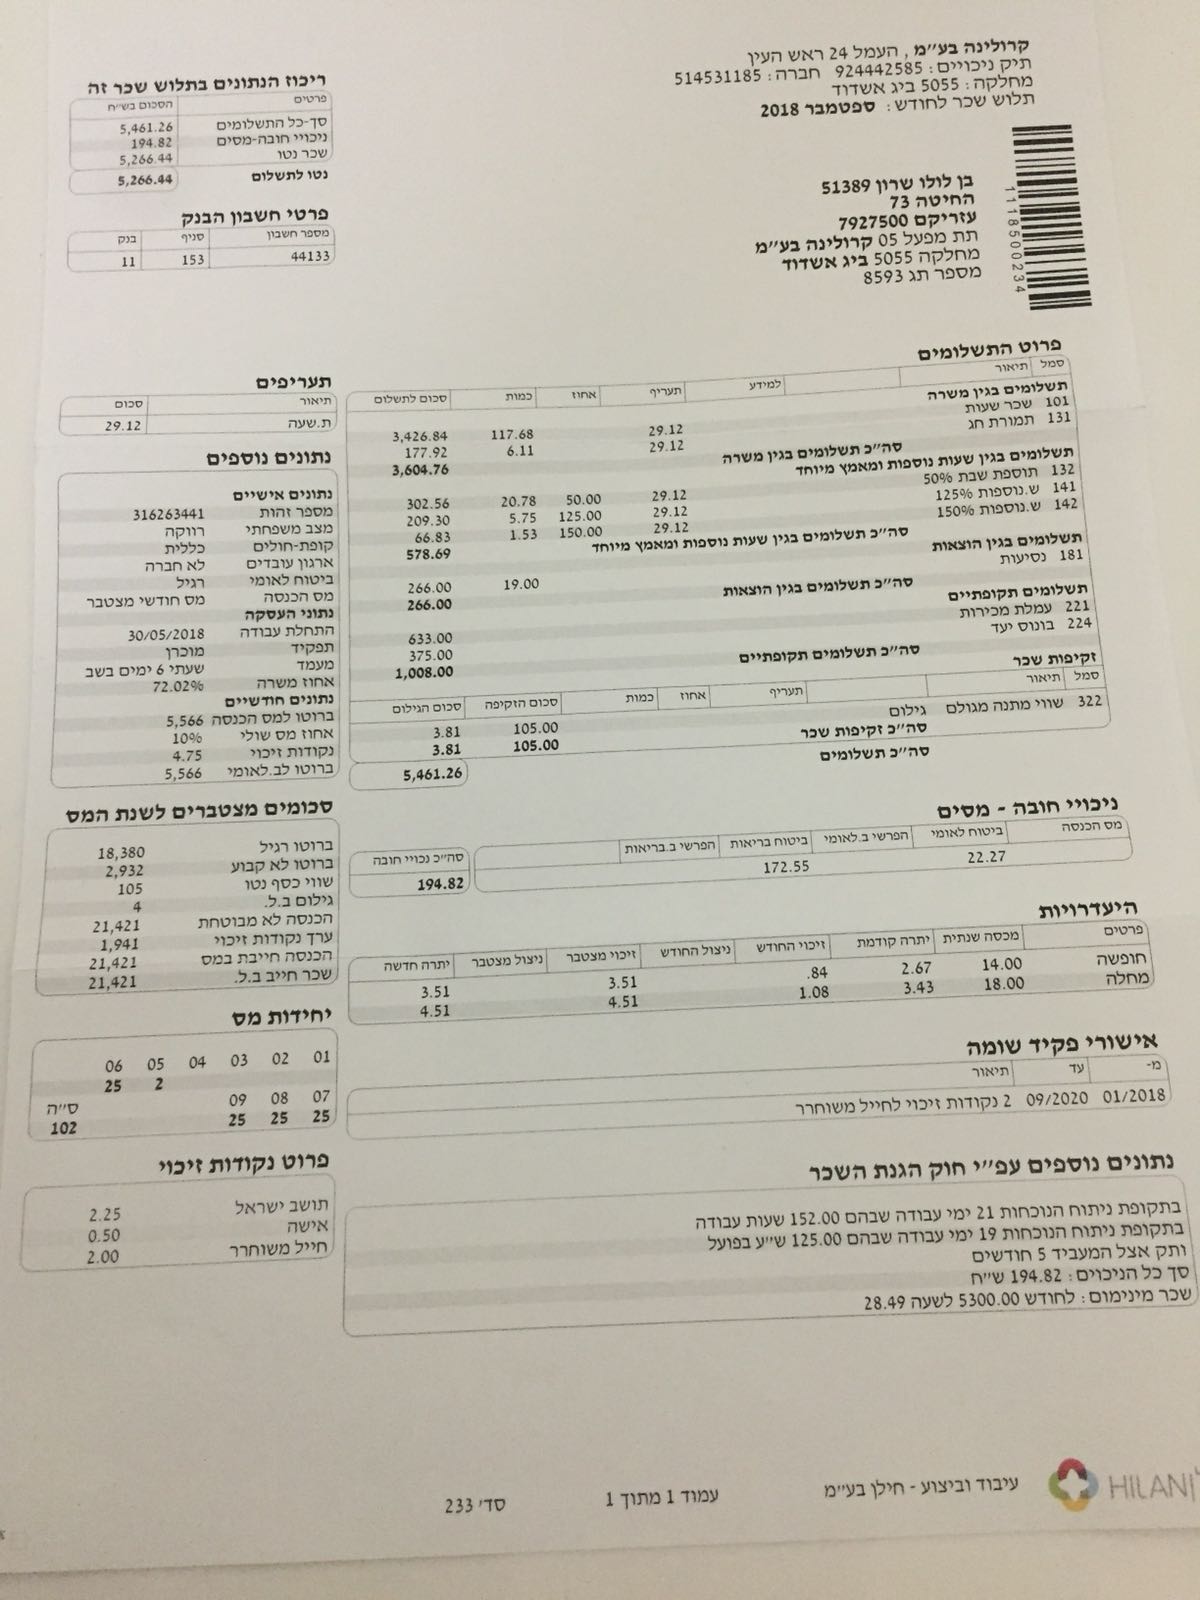 קרולינה בע״מ , העמל 24 ראש העין
תיק ניכויים : 924442585 חברה : 514531185
מחלקה : 5055 ביג אשדוד
תלוש שכר לחודש : ספטמבר 2018
ריכוז הנתונים בתלוש שכר זה
פרטים הסכום בש״ח
סך-כל התשלומים 5,461.26
ניכויי חובה-מסים 194.82
שכר נטו 5,266.44
נטו לתשלום 5,266.44
פרטי חשבון הבנק
מספר חשבון סניף בנק
44133 153 11
בן לולו שרון 51389
החיטה 73
עזריקם 7927500
תת מפעל 05 קרולינה בע״מ
מחלקה 5055 ביג אשדוד
מספר תג 8593
1118500234
פרוט התשלומים
סמל תיאור למידע תעריף אחוז כמות סכום לתשלום
תשלומים בגין משרה
101 שכר שעות 29.12 117.68 3,426.84
131 תמורת חג 29.12 6.11 177.92
סה״כ תשלומים בגין משרה 3,604.76
תשלומים בגין שעות נוספות ומאמץ מיוחד
132 תוספת שבת 50% 29.12 50.00 20.78 302.56
141 ש.נוספות 125% 29.12 125.00 5.75 209.30
142 ש.נוספות 150% 29.12 150.00 1.53 66.83
סה״כ תשלומים בגין שעות נוספות ומאמץ מיוחד 578.69
תשלומים בגין הוצאות
181 נסיעות 19.00 266.00
סה״כ תשלומים בגין הוצאות 266.00
תשלומים תקופתיים
221 עמלת מכירות 633.00
224 בונוס יעד 375.00
סה״כ תשלומים תקופתיים 1,008.00
זקיפות שכר
סמל תיאור תעריף אחוז כמות סכום הזקיפה סכום הגילום
322 שווי מתנה מגולם גילום 105.00 3.81
סה״כ זקיפות שכר 105.00 3.81
סה״כ תשלומים 5,461.26
תעריפים
תיאור סכום
ת.שעה 29.12
נתונים נוספים
נתונים אישיים
מספר זהות 316263441
מצב משפחתי רווקה
קופת-חולים כללית
ארגון עובדים לא חברה
ביטוח לאומי רגיל
מס הכנסה מס חודשי מצטבר
נתוני העסקה
התחלת עבודה 30/05/2018
תפקיד מוכרן
מעמד שעתי 6 ימים בשב
אחוז משרה 72.02%
נתונים חודשיים
ברוטו למס הכנסה 5,566
אחוז מס שולי 10%
נקודות זיכוי 4.75
ברוטו לב.לאומי 5,566
ניכויי חובה - מסים
מס הכנסה ביטוח לאומי הפרשי ב.לאומי ביטוח בריאות הפרשי ב.בריאות סה״כ נכויי חובה
22.27 172.55 194.82
סכומים מצטברים לשנת המס
ברוטו רגיל 18,380
ברוטו לא קבוע 2,932
שווי כסף נטו 105
גילום ב.ל. 4
הכנסה לא מבוטחת 21,421
ערך נקודות זיכוי 1,941
הכנסה חייבת במס 21,421
שכר חייב ב.ל. 21,421
היעדרויות
פרטים מכסה שנתית יתרה קודמת זיכוי החודש ניצול החודש זיכוי מצטבר ניצול מצטבר יתרה חדשה
חופשה 14.00 2.67 .84 3.51 3.51
מחלה 18.00 3.43 1.08 4.51 4.51
יחידות מס
01 02 03 04 05 06
2 25
07 08 09 ס״ה
25 25 25 102
אישורי פקיד שומה
מ- עד תיאור
01/2018 09/2020 2 נקודות זיכוי לחייל משוחרר
פרוט נקודות זיכוי
תושב ישראל 2.25
אישה 0.50
חייל משוחרר 2.00
נתונים נוספים עפ״י חוק הגנת השכר
בתקופת ניתוח הנוכחות 21 ימי עבודה שבהם 152.00 שעות עבודה
בתקופת ניתוח הנוכחות 19 ימי עבודה שבהם 125.00 ש״ע בפועל
ותק אצל המעביד 5 חודשים
סך כל הניכוים : 194.82 ש״ח
שכר מינימום : לחודש 5300.00 לשעה 28.49
HILAN עיבוד וביצוע - חילן בע״מ עמוד 1 מתוך 1 סד׳ 233